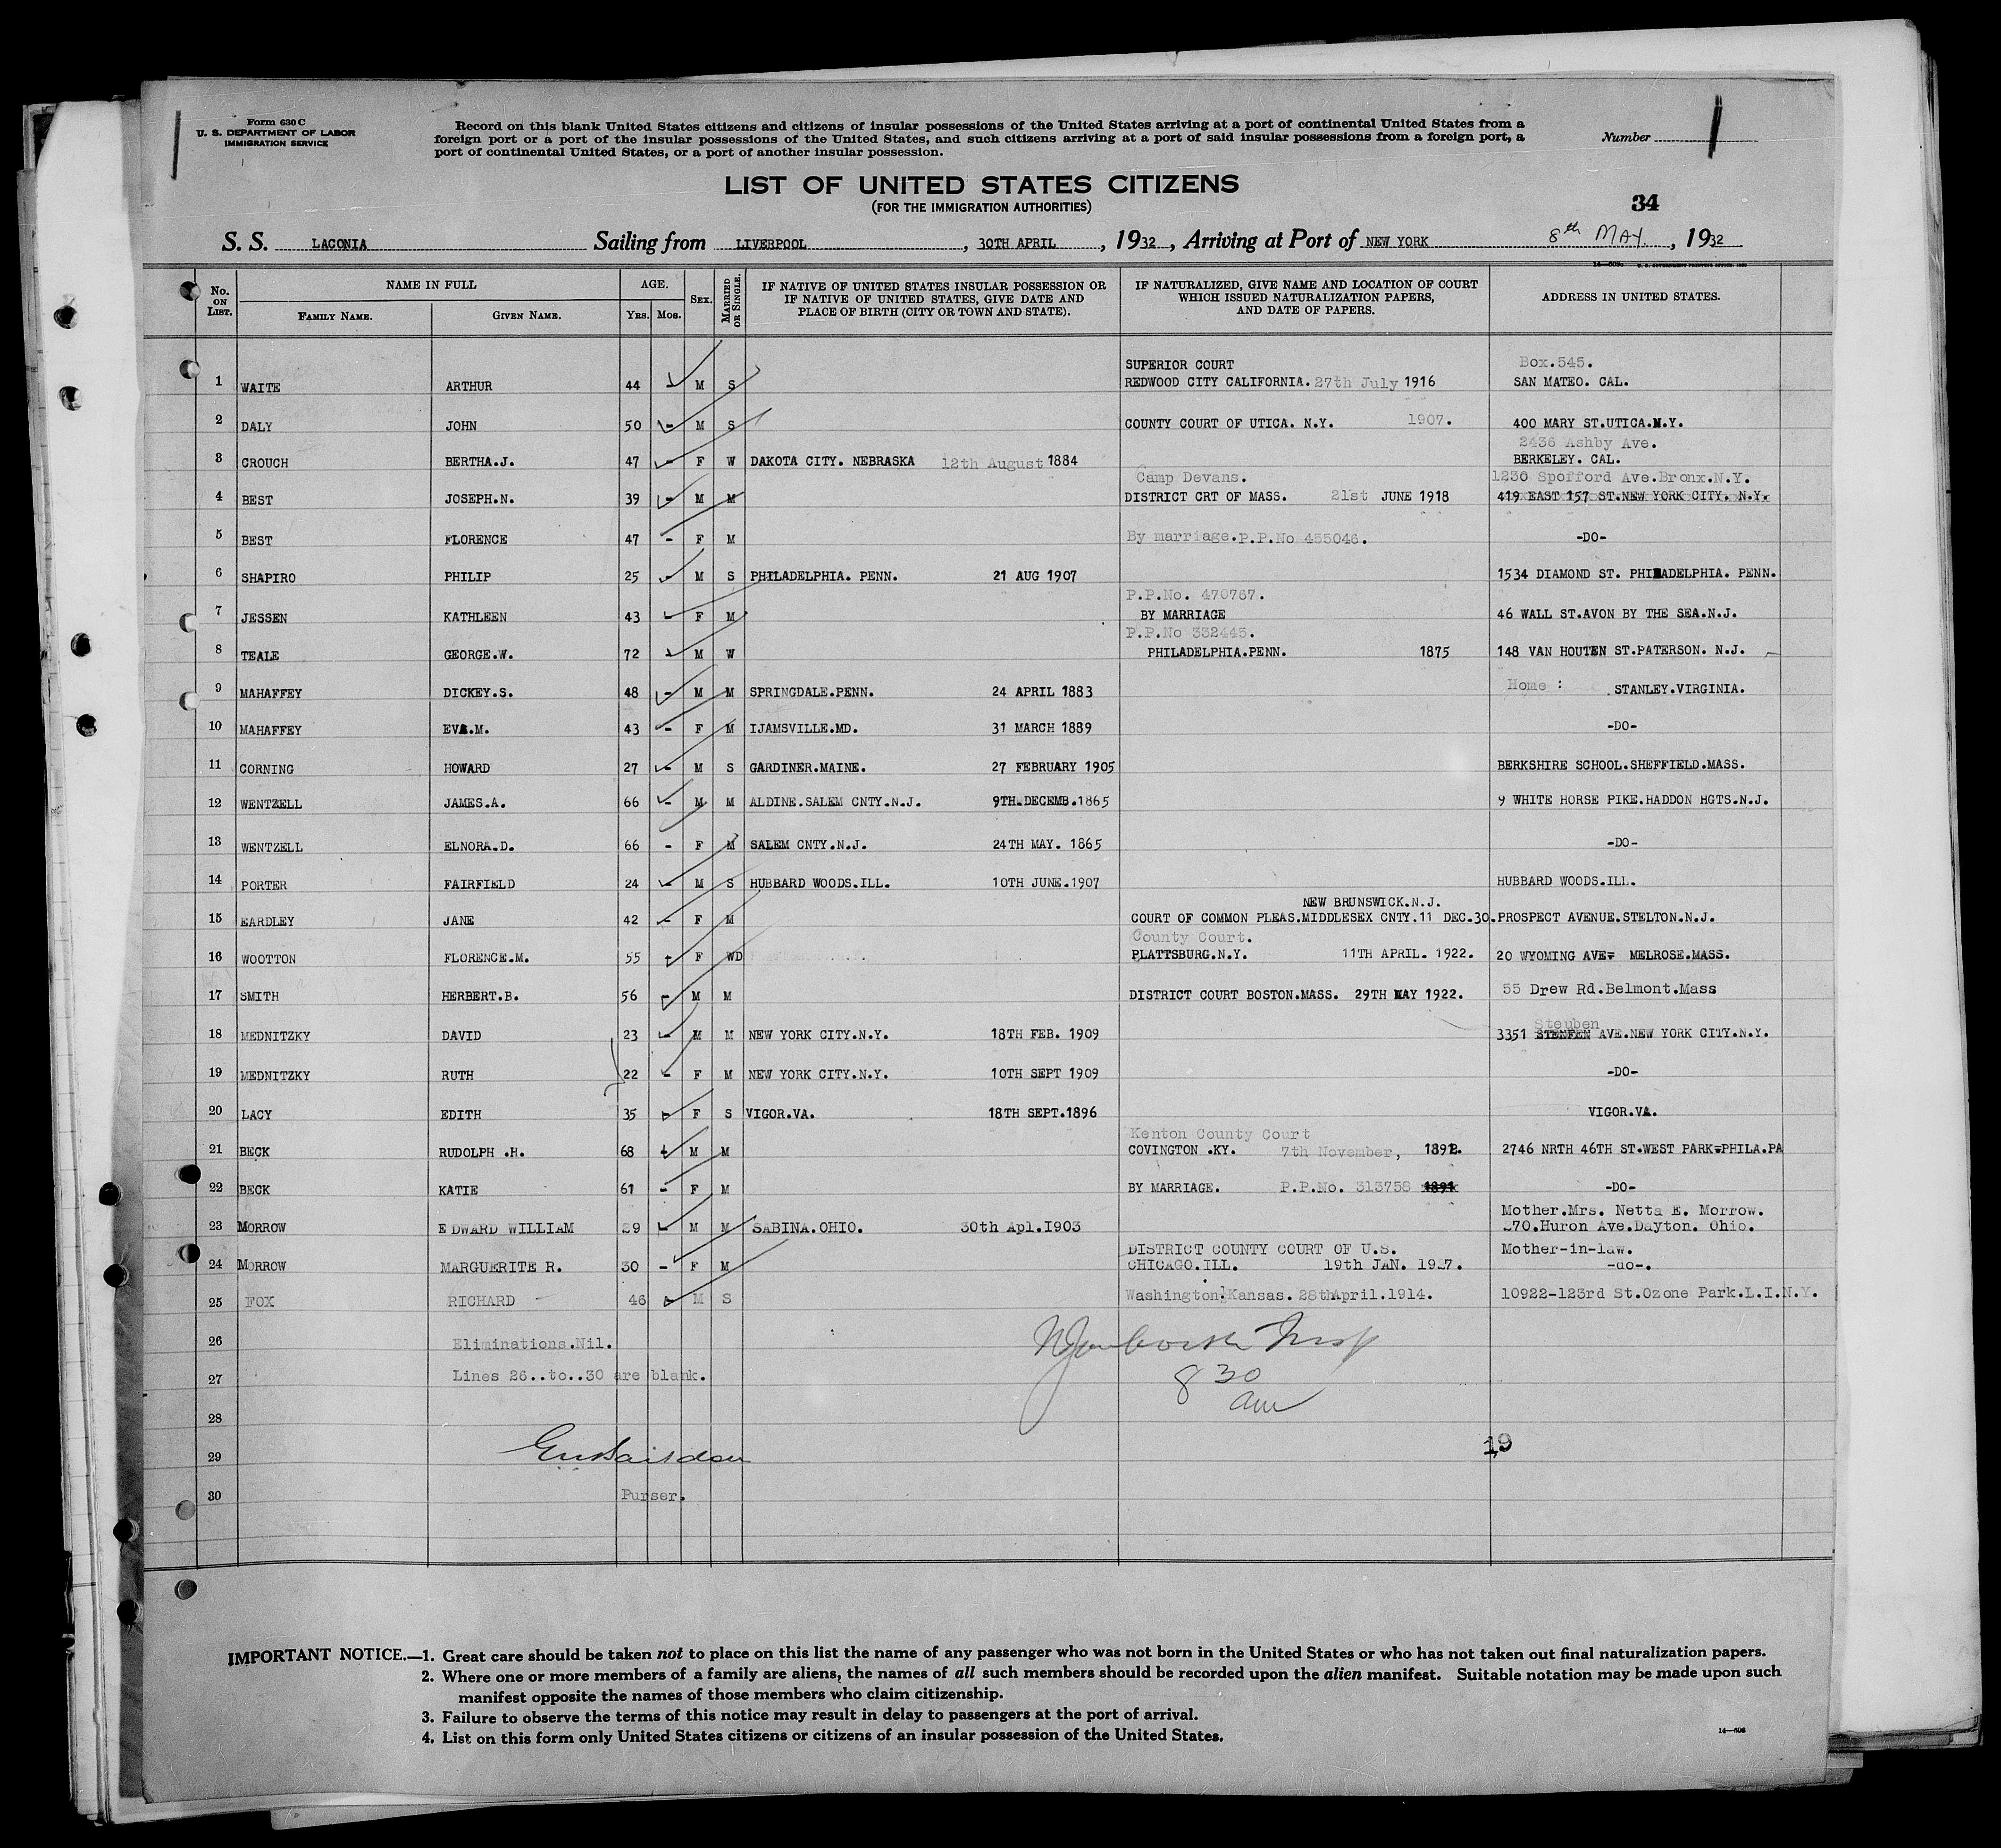 Form 630 C
U. S. DEPARTMENT OF LABOR
IMMIGRATION SERVICE
Record on this blank United States citizens and citizens of insular possessions of the United States arriving at a port of continental United States from a
foreign port or a port of the insular possessions of the United States, and such citizens arriving at a port of said insular possessions from a foreign port, a
port of continental United States, or a port of another insular possession.
Number
LIST OF UNITED STATES CITIZENS
(FOR THE IMMIGRATION AUTHORITIES)
34
S. S. LACONIA Sailing from LIVERPOOL, 30TH APRIL, 1932, Arriving at Port of NEW YORK 8th MAY, 1932
No. ON LIST. NAME IN FULL FAMILY NAME. GIVEN NAME. AGE. Yrs. Mos. SEX. MARRIED OR SINGLE. IF NATIVE OF UNITED STATES INSULAR POSSESSION OR IF NATIVE OF UNITED STATES, GIVE DATE AND PLACE OF BIRTH (CITY OR TOWN AND STATE). IF NATURALIZED, GIVE NAME AND LOCATION OF COURT WHICH ISSUED NATURALIZATION PAPERS, AND DATE OF PAPERS. ADDRESS IN UNITED STATES.
SUPERIOR COURT Box.545.
1 WAITE ARTHUR 44 - M S REDWOOD CITY CALIFORNIA. 27th July 1916 SAN MATEO. CAL.
2 DALY JOHN 50 - M S COUNTY COURT OF UTICA. N.Y. 1907. 400 MARY ST.UTICA.N.Y.
2436 Ashby Ave.
3 CROUCH BERTHA.J. 47 - F W DAKOTA CITY. NEBRASKA 12th August 1884 BERKELEY. CAL.
Camp Devans. 1230 Spofford Ave.Bronx.N.Y.
4 BEST JOSEPH.N. 39 - M M DISTRICT CRT OF MASS. 21st JUNE 1918 419 EAST 157 ST.NEW YORK CITY. N.Y.
5 BEST FLORENCE 47 - F M By marriage.P.P.No 455046. -DO-
6 SHAPIRO PHILIP 25 - M S PHILADELPHIA. PENN. 21 AUG 1907 1534 DIAMOND ST. PHILADELPHIA. PENN.
P.P.No. 470767.
7 JESSEN KATHLEEN 43 - F M BY MARRIAGE 46 WALL ST.AVON BY THE SEA.N.J.
P.P.No 332445.
8 TEALE GEORGE.W. 72 - M W PHILADELPHIA.PENN. 1875 148 VAN HOUTEN ST.PATERSON. N.J.
9 MAHAFFEY DICKEY.S. 48 - M M SPRINGDALE.PENN. 24 APRIL 1883 Home : STANLEY.VIRGINIA.
10 MAHAFFEY EVA.M. 43 - F M IJAMSVILLE.MD. 31 MARCH 1889 -DO-
11 CORNING HOWARD 27 - M S GARDINER.MAINE. 27 FEBRUARY 1905 BERKSHIRE SCHOOL.SHEFFIELD.MASS.
12 WENTZELL JAMES.A. 66 - M M ALDINE.SALEM CNTY.N.J. 9TH.DECEMB.1865 9 WHITE HORSE PIKE.HADDON HGTS.N.J.
13 WENTZELL ELNORA.D. 66 - F M SALEM CNTY.N.J. 24TH MAY. 1865 -DO-
14 PORTER FAIRFIELD 24 - M S HUBBARD WOODS.ILL. 10TH JUNE.1907 HUBBARD WOODS.ILL.
NEW BRUNSWICK.N.J.
15 EARDLEY JANE 42 - F M COURT OF COMMON PLEAS.MIDDLESEX CNTY.11 DEC.30. PROSPECT AVENUE.STELTON.N.J.
County Court.
16 WOOTTON FLORENCE.M. 55 - F WD PLATTSBURG.N.Y. 11TH APRIL. 1922. 20 WYOMING AVE= MELROSE.MASS.
17 SMITH HERBERT.B. 56 - M M DISTRICT COURT BOSTON.MASS. 29TH MAY 1922. 55 Drew Rd.Belmont.Mass
Steuben
18 MEDNITZKY DAVID 23 - M M NEW YORK CITY.N.Y. 18TH FEB. 1909 3351 STENFEN AVE.NEW YORK CITY.N.Y.
19 MEDNITZKY RUTH 22 - F M NEW YORK CITY.N.Y. 10TH SEPT 1909 -DO-
20 LACY EDITH 35 - F S VIGOR.VA. 18TH SEPT.1896 VIGOR.VA.
Kenton County Court
21 BECK RUDOLPH .H. 68 - M M COVINGTON .KY. 7th November, 1892. 2746 NRTH 46TH ST.WEST PARK=PHILA.PA
22 BECK KATIE 61 - F M BY MARRIAGE. P.P.No. 313758 1891 -DO-
Mother.Mrs. Netta E. Morrow.
23 MORROW EDWARD WILLIAM 29 - M M SABINA.OHIO. 30th Apl.I903 270.Huron Ave.Dayton. Ohio.
DISTRICT COUNTY COURT OF U.S. Mother-in-law.
24 MORROW MARGUERITE R. 30 - F M CHICAGO.ILL. 19th JAN. 1927. -do-.
25 FOX RICHARD 46 - M S Washington.Kansas. 28thApril.1914. 10922-123rd St.Ozone Park.L.I.N.Y.
26 Eliminations.Nil.
27 Lines 26..to..30 are blank.
8 30
am
28
29
19
30 Purser.
IMPORTANT NOTICE.—1. Great care should be taken not to place on this list the name of any passenger who was not born in the United States or who has not taken out final naturalization papers.
2. Where one or more members of a family are aliens, the names of all such members should be recorded upon the alien manifest. Suitable notation may be made upon such
manifest opposite the names of those members who claim citizenship.
3. Failure to observe the terms of this notice may result in delay to passengers at the port of arrival.
4. List on this form only United States citizens or citizens of an insular possession of the United States.